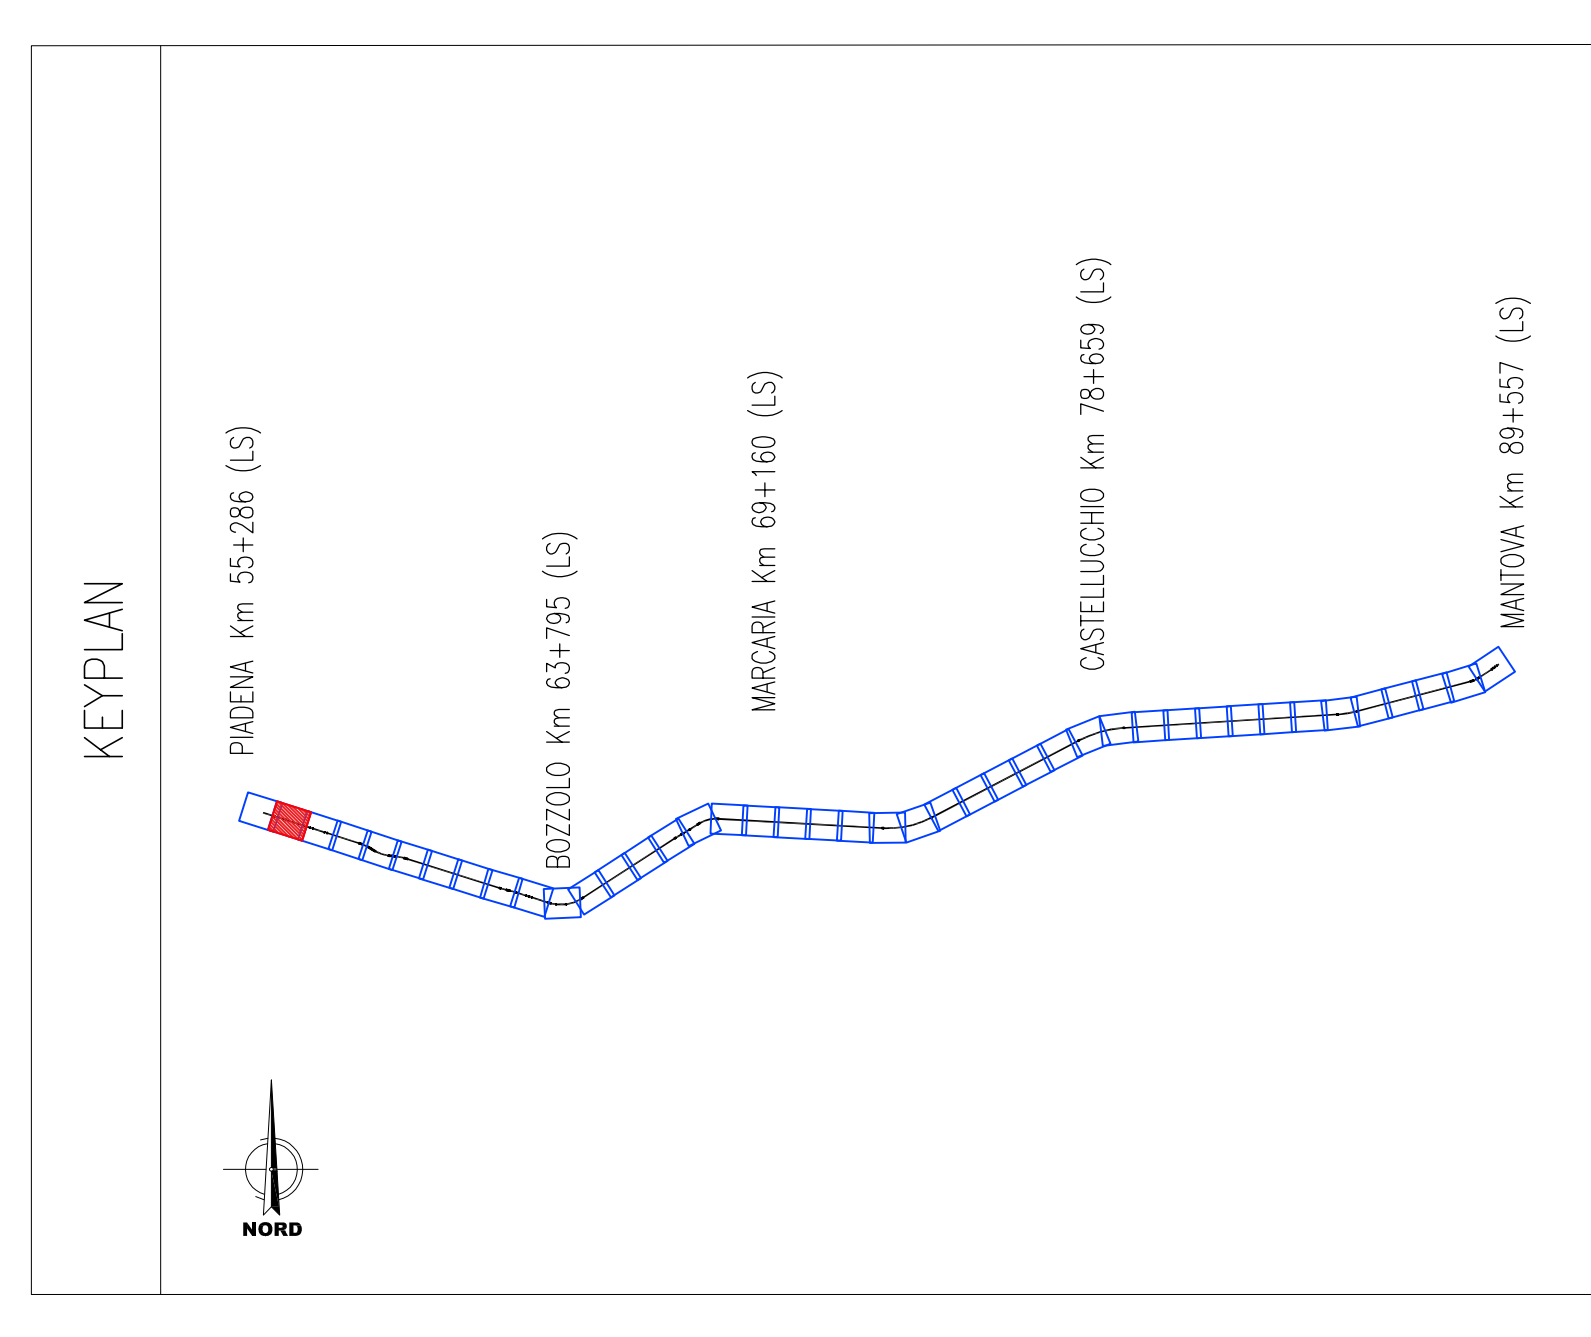 KEYPLAN
PIADENA Km 55+286 (LS)
BOZZOLO Km 63+795 (LS)
MARCARIA Km 69+160 (LS)
CASTELLUCCHIO Km 78+659 (LS)
MANTOVA Km 89+557 (LS)
NORD